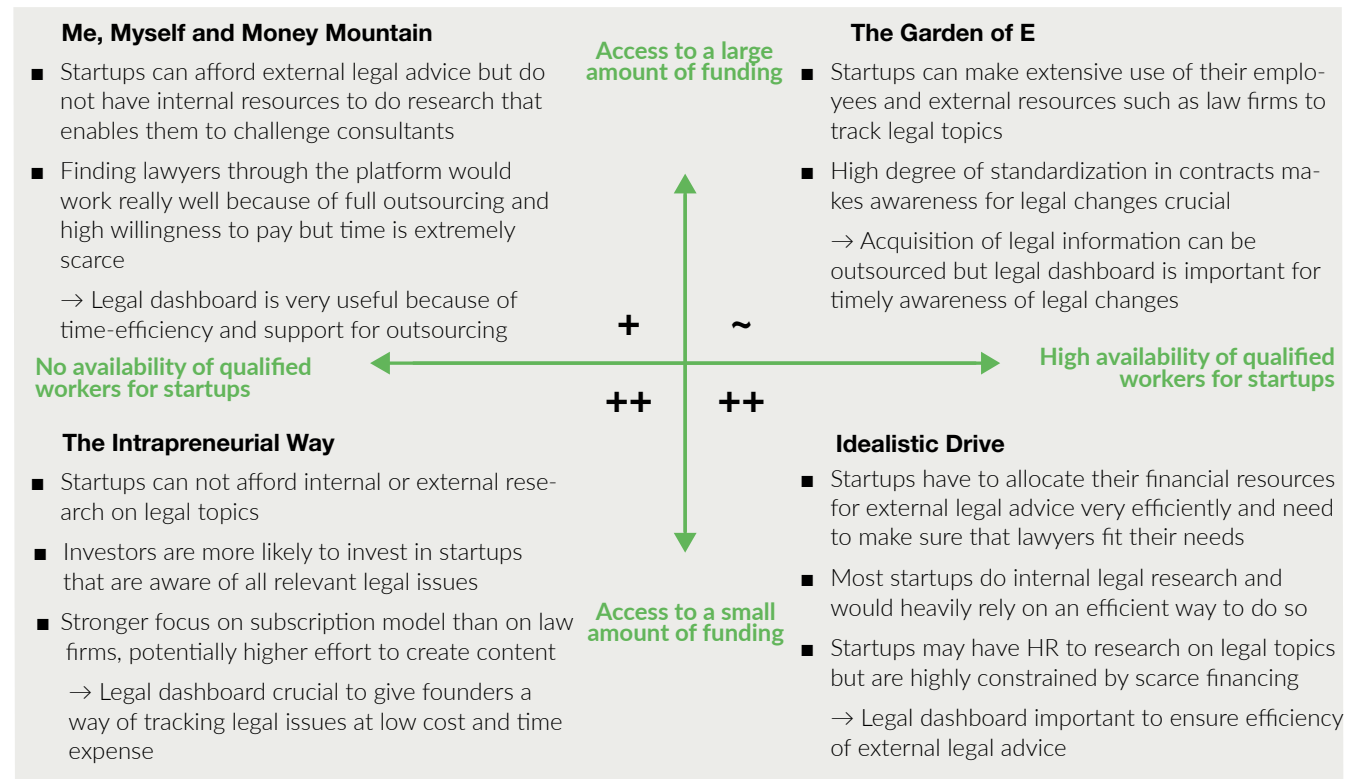 Me, Myself and Money Mountain
■ Startups can afford external legal advice but do
not have internal resources to do research that
enables them to challenge consultants
■ Finding lawyers through the platform would
work really well because of full outsourcing and
high willingness to pay but time is extremely
scarce
→ Legal dashboard is very useful because of
time-efficiency and support for outsourcing
Access to a large
amount of funding
The Garden of E
■ Startups can make extensive use of their emplo-
yees and external resources such as law firms to
track legal topics
■ High degree of standardization in contracts ma-
kes awareness for legal changes crucial
→ Acquisition of legal information can be
outsourced but legal dashboard is important for
timely awareness of legal changes
+ ~
No availability of qualified
workers for startups
High availability of qualified
workers for startups
++ ++
The Intrapreneurial Way
■ Startups can not afford internal or external rese-
arch on legal topics
■ Investors are more likely to invest in startups
that are aware of all relevant legal issues
■ Stronger focus on subscription model than on law
firms, potentially higher effort to create content
→ Legal dashboard crucial to give founders a
way of tracking legal issues at low cost and time
expense
Access to a small
amount of funding
Idealistic Drive
■ Startups have to allocate their financial resources
for external legal advice very efficiently and need
to make sure that lawyers fit their needs
■ Most startups do internal legal research and
would heavily rely on an efficient way to do so
■ Startups may have HR to research on legal topics
but are highly constrained by scarce financing
→ Legal dashboard important to ensure efficiency
of external legal advice